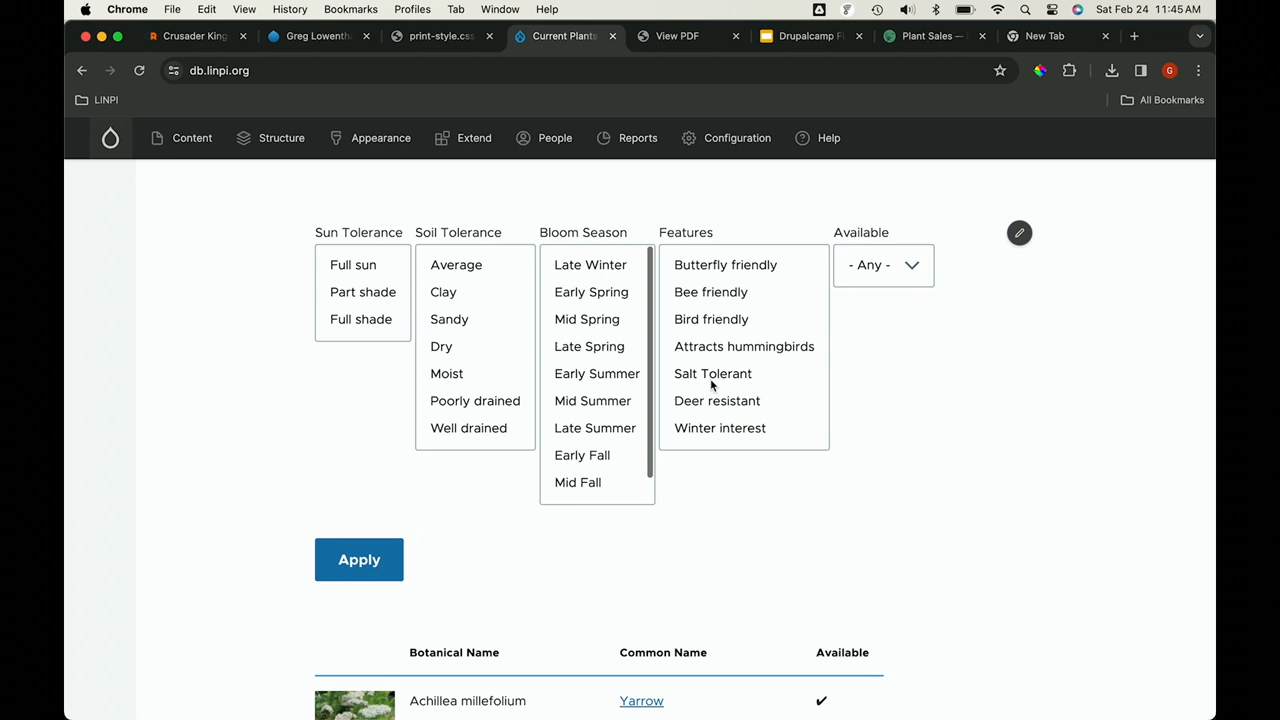 Chrome File Edit View History Bookmarks Profiles Tab Window Help Sat Feb 24 11:45 AM
Crusader King Greg Lowenth print-style.css Current Plants View PDF Drupalcamp F Plant Sales — New Tab
db.linpi.org G
LINPI All Bookmarks
Content Structure Appearance Extend People Reports Configuration Help
Sun Tolerance Soil Tolerance Bloom Season Features Available
Full sun Average Late Winter Butterfly friendly - Any -
Part shade Clay Early Spring Bee friendly
Full shade Sandy Mid Spring Bird friendly
Dry Late Spring Attracts hummingbirds
Moist Early Summer Salt Tolerant
Poorly drained Mid Summer Deer resistant
Well drained Late Summer Winter interest
Early Fall
Mid Fall
Apply
Botanical Name Common Name Available
Achillea millefolium Yarrow ✔